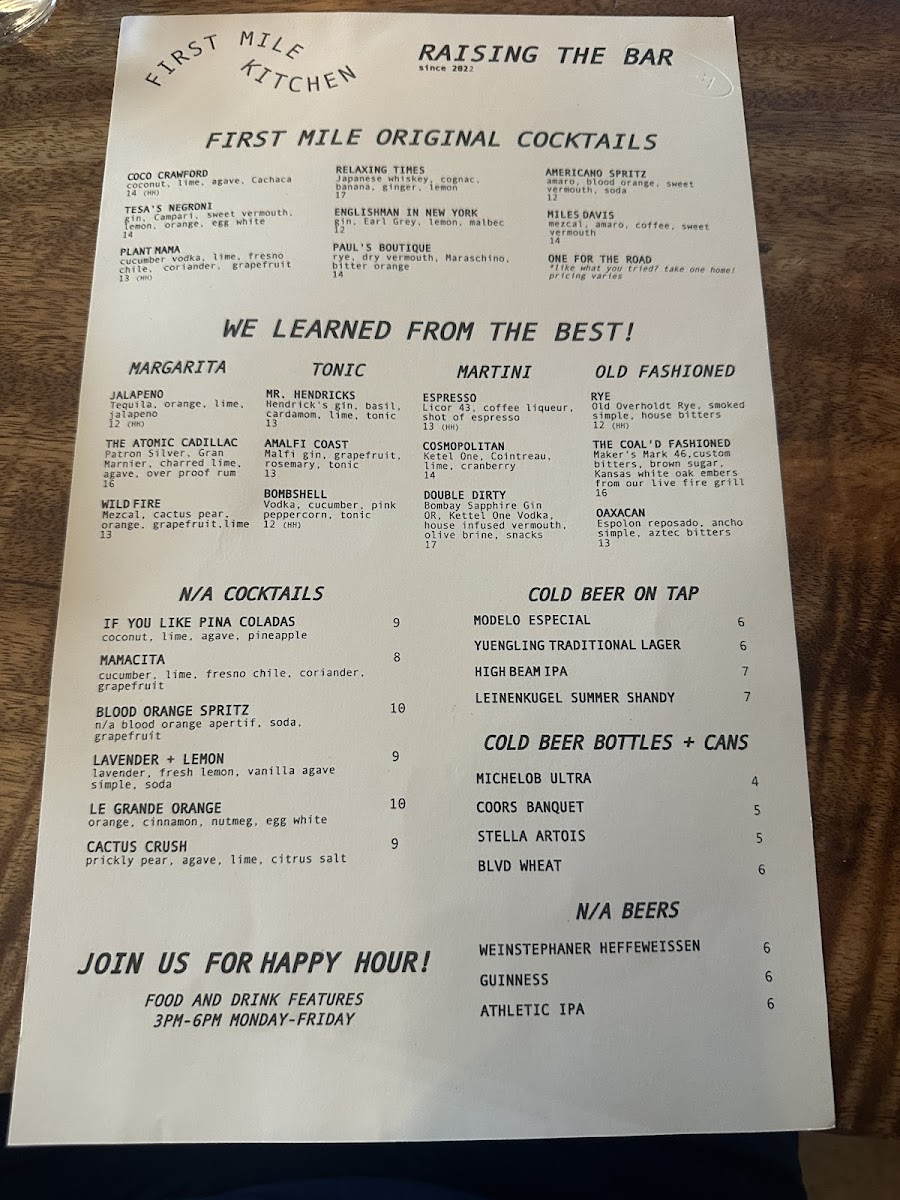 FIRST MILE
KITCHEN
RAISING THE BAR
since 2022
FIRST MILE ORIGINAL COCKTAILS
COCO CRAWFORD
coconut, lime, agave, Cachaca
14 (HH)
TESA'S NEGRONI
gin, Campari, sweet vermouth,
lemon, orange, egg white
14
PLANT MAMA
cucumber vodka, lime, fresno
chile, coriander, grapefruit
13 (HH)
RELAXING TIMES
Japanese whiskey, cognac,
banana, ginger, lemon
17
ENGLISHMAN IN NEW YORK
gin, Earl Grey, lemon, malbec
12
PAUL'S BOUTIQUE
rye, dry vermouth, Maraschino,
bitter orange
14
AMERICANO SPRITZ
amaro, blood orange, sweet
vermouth, soda
12
MILES DAVIS
mezcal, amaro, coffee, sweet
vermouth
14
ONE FOR THE ROAD
*like what you tried? take one home!
pricing varies
WE LEARNED FROM THE BEST!
MARGARITA
JALAPENO
Tequila, orange, lime,
jalapeno
12 (HH)
THE ATOMIC CADILLAC
Patron Silver, Gran
Marnier, charred lime,
agave, over proof rum
16
WILD FIRE
Mezcal, cactus pear,
orange, grapefruit,lime
13
TONIC
MR. HENDRICKS
Hendrick's gin, basil,
cardamom, lime, tonic
13
AMALFI COAST
Malfi gin, grapefruit,
rosemary, tonic
13
BOMBSHELL
Vodka, cucumber, pink
peppercorn, tonic
12 (HH)
MARTINI
ESPRESSO
Licor 43, coffee liqueur,
shot of espresso
13 (HH)
COSMOPOLITAN
Ketel One, Cointreau,
lime, cranberry
14
DOUBLE DIRTY
Bombay Sapphire Gin
OR, Kettel One Vodka,
house infused vermouth,
olive brine, snacks
17
OLD FASHIONED
RYE
Old Overholdt Rye, smoked
simple, house bitters
12 (HH)
THE COAL'D FASHIONED
Maker's Mark 46,custom
bitters, brown sugar,
Kansas white oak embers
from our live fire grill
16
OAXACAN
Espolon reposado, ancho
simple, aztec bitters
13
N/A COCKTAILS
IF YOU LIKE PINA COLADAS 9
coconut, lime, agave, pineapple
MAMACITA 8
cucumber, lime, fresno chile, coriander,
grapefruit
BLOOD ORANGE SPRITZ 10
n/a blood orange apertif, soda,
grapefruit
LAVENDER + LEMON 9
lavender, fresh lemon, vanilla agave
simple, soda
LE GRANDE ORANGE 10
orange, cinnamon, nutmeg, egg white
CACTUS CRUSH 9
prickly pear, agave, lime, citrus salt
COLD BEER ON TAP
MODELO ESPECIAL 6
YUENGLING TRADITIONAL LAGER 6
HIGH BEAM IPA 7
LEINENKUGEL SUMMER SHANDY 7
COLD BEER BOTTLES + CANS
MICHELOB ULTRA 4
COORS BANQUET 5
STELLA ARTOIS 5
BLVD WHEAT 6
N/A BEERS
WEINSTEPHANER HEFFEWEISSEN 6
GUINNESS 6
ATHLETIC IPA 6
JOIN US FOR HAPPY HOUR!
FOOD AND DRINK FEATURES
3PM-6PM MONDAY-FRIDAY